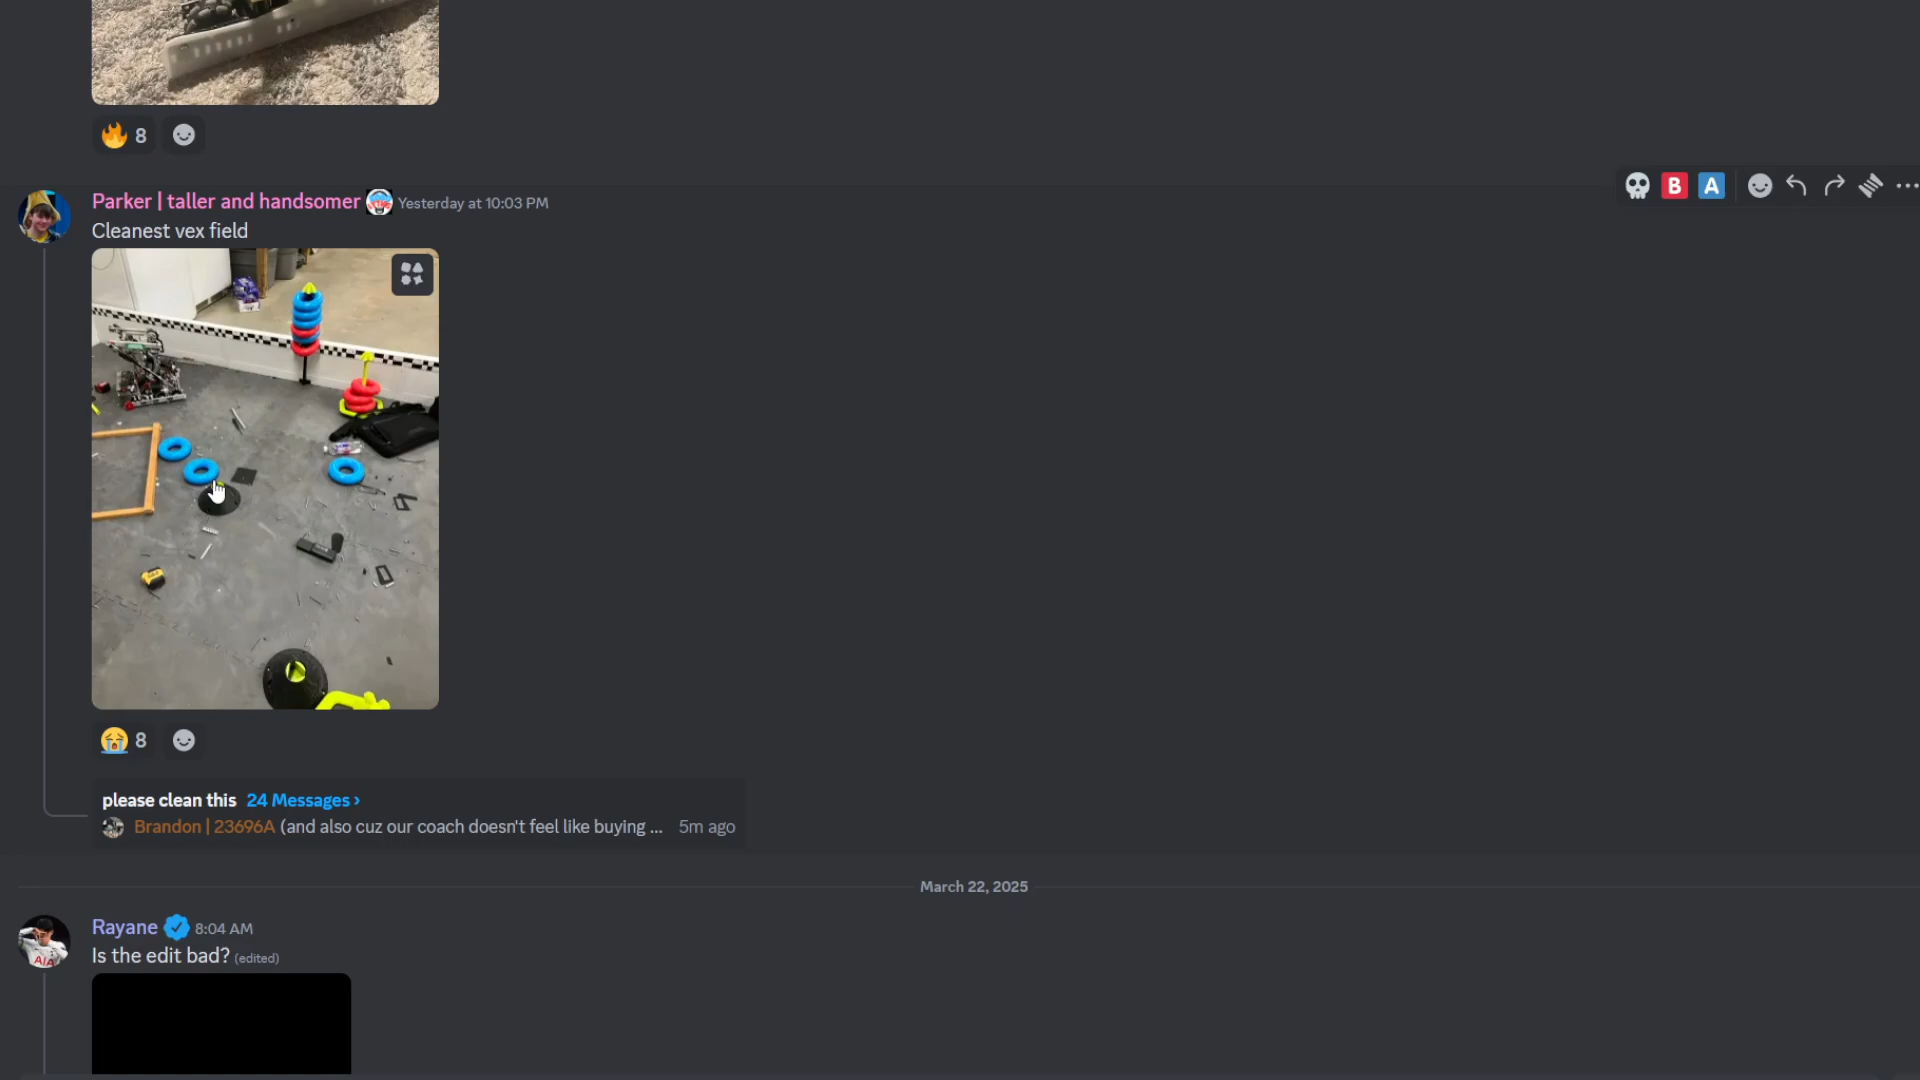 8
Parker | taller and handsomer Yesterday at 10:03 PM
Cleanest vex field
8
please clean this 24 Messages ›
Brandon | 23696A (and also cuz our coach doesn't feel like buying ... 5m ago
March 22, 2025
Rayane 8:04 AM
Is the edit bad? (edited)
AIA
B A